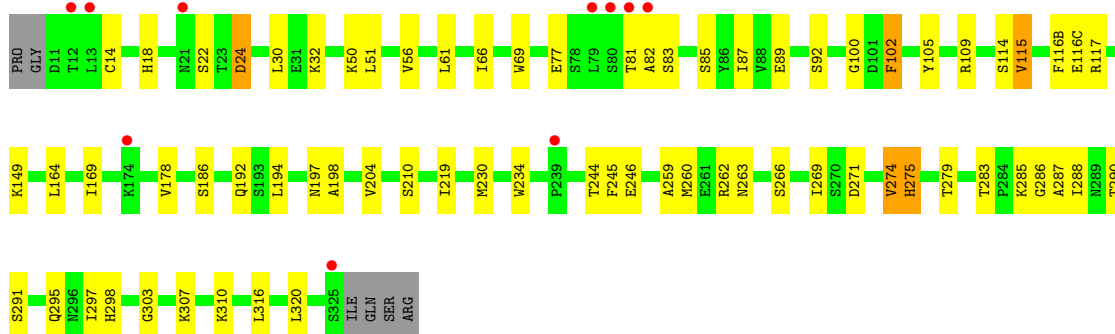 PRO GLY D11 T12 L13 C14 H18 N21 S22 T23 D24 L30 E31 K32 K50 L51 V56 L61 I66 W69 E77 S78 L79 S80 T81 A82 S83 S85 Y86 I87 V88 E89 S92 G100 D101 F102 Y105 R109 S114 V115 F116B E116C R117
K149 L164 I169 K174 V178 S186 Q192 S193 L194 N197 A198 V204 S210 I219 M230 W234 P239 T244 F245 E246 A259 M260 E261 R262 N263 S266 I269 S270 D271 V274 H275 T279 T283 P284 K285 G286 A287 I288 N289 T290
S291 Q295 N296 I297 H298 G303 K307 K310 L316 L320 S325 ILE GLN SER ARG